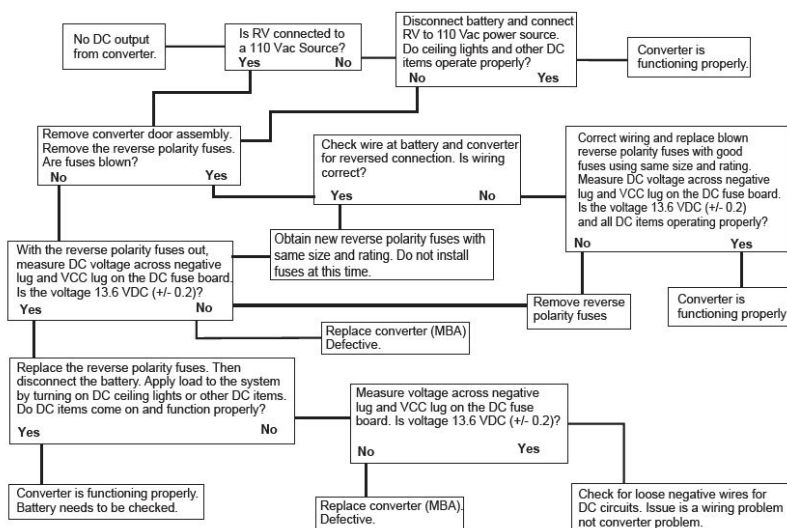 No DC output
from converter.
Is RV connected to
a 110 Vac Source?
Yes No
Disconnect battery and connect
RV to 110 Vac power source.
Do ceiling lights and other DC
items operate properly?
No Yes
Converter is
functioning properly.
Remove converter door assembly.
Remove the reverse polarity fuses.
Are fuses blown?
No Yes
Check wire at battery and converter
for reversed connection. Is wiring
correct?
Yes No
Correct wiring and replace blown
reverse polarity fuses with good
fuses using same size and rating.
Measure DC voltage across negative
lug and VCC lug on the DC fuse board.
Is the voltage 13.6 VDC (+/- 0.2)
and all DC items operating properly?
No Yes
With the reverse polarity fuses out,
measure DC voltage across negative
lug and VCC lug on the DC fuse board.
Is the voltage 13.6 VDC (+/- 0.2)?
Yes No
Obtain new reverse polarity fuses with
same size and rating. Do not install
fuses at this time.
Remove reverse
polarity fuses
Converter is
functioning properly
Replace converter (MBA)
Defective.
Replace the reverse polarity fuses. Then
disconnect the battery. Apply load to the system
by turning on DC ceiling lights or other DC items.
Do DC items come on and function properly?
Yes No
Measure voltage across negative
lug and VCC lug on the DC fuse
board. Is voltage 13.6 VDC (+/- 0.2)?
No Yes
Converter is functioning properly.
Battery needs to be checked.
Replace converter (MBA).
Defective.
Check for loose negative wires for
DC circuits. Issue is a wiring problem
not converter problem.